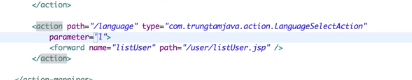 </action>
<action path="/language" type="com.trungtamjava.action.LanguageSelectAction"
parameter="l">
<forward name="listUser" path="/user/listUser.jsp" />
</action>
</action-mappings>